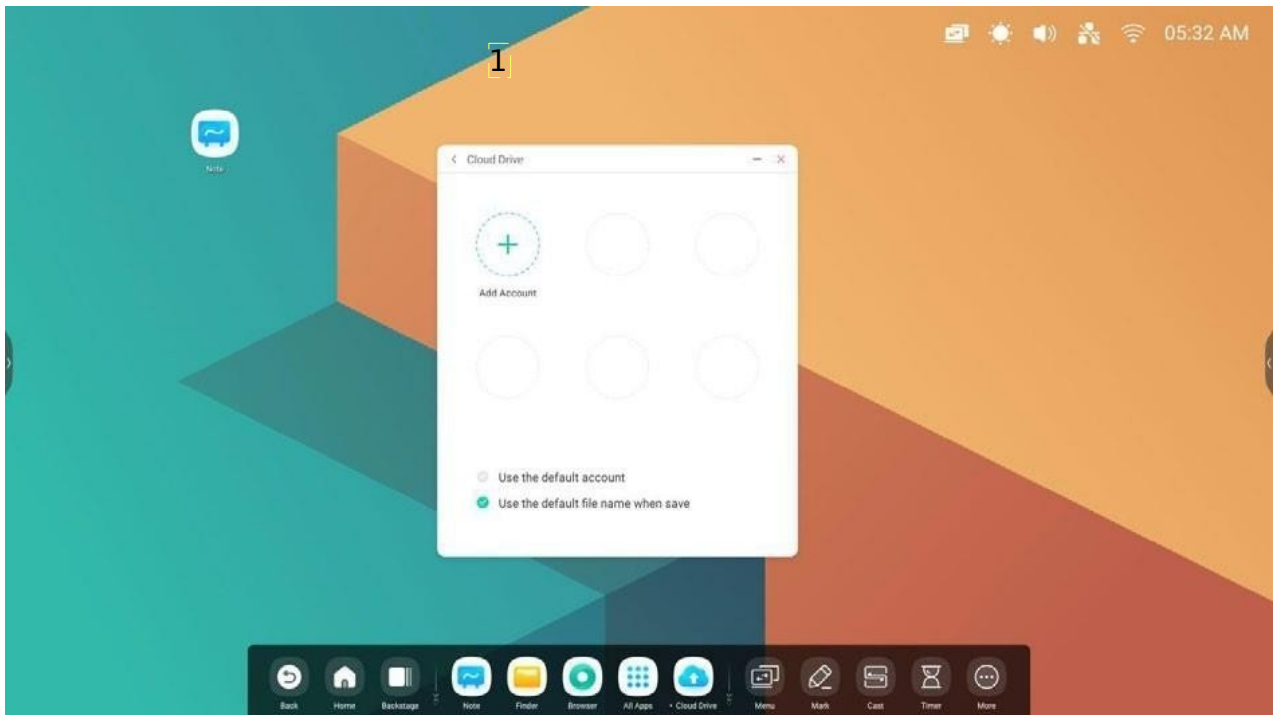 05:32 AM
1
Note
Cloud Drive
Add Account
Use the default account
Use the default file name when save
Back
Home
Backstage
Note
Finder
Browser
All Apps
• Cloud Drive
Menu
Mark
Cast
Timer
More